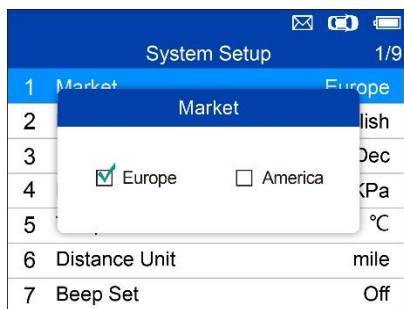 System Setup 1/9
1 Market Europe
Market
2 lish
3 Dec
4 KPa
Europe America
5 °C
6 Distance Unit mile
7 Beep Set Off